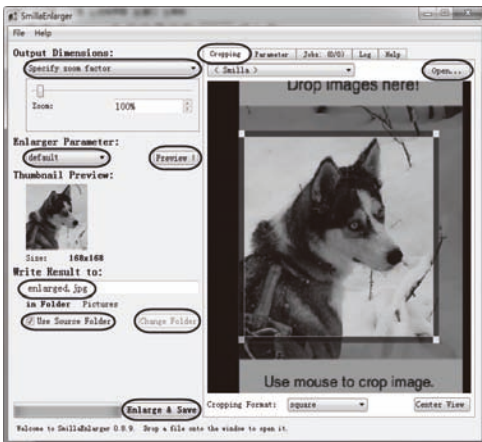 SmillaEnlarger
File Help
Output Dimensions:
Specify zoom factor
Zoom: 100%
Enlarger Parameter:
default
Preview !
Thumbnail Preview:
Size: 168x168
Write Result to:
enlarged.jpg
in Folder Pictures
Use Source Folder
Change Folder
Enlarge & Save
Cropping Parameter Jobs: (0/0) Log Help
< Smilla >
Open...
Drop images here!
Use mouse to crop image.
Cropping Format: square
Center View
Welcome to SmillaEnlarger 0.8.9. Drop a file onto the window to open it.